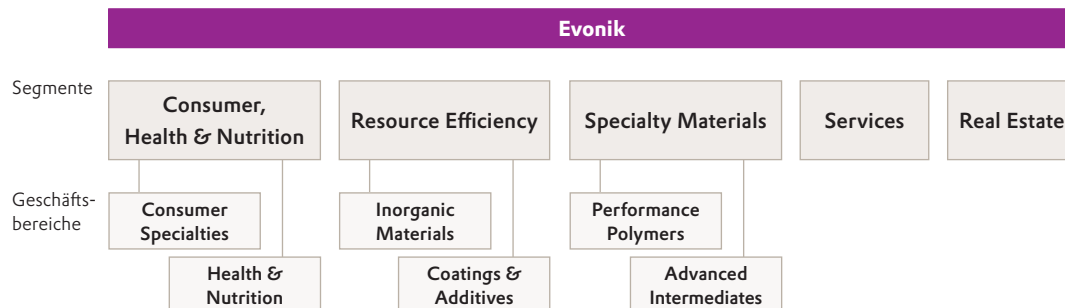 Evonik
Segmente
Consumer,
Health & Nutrition
Resource Efficiency
Specialty Materials
Services
Real Estate
Geschäfts-
bereiche
Consumer
Specialties
Inorganic
Materials
Performance
Polymers
Health &
Nutrition
Coatings &
Additives
Advanced
Intermediates